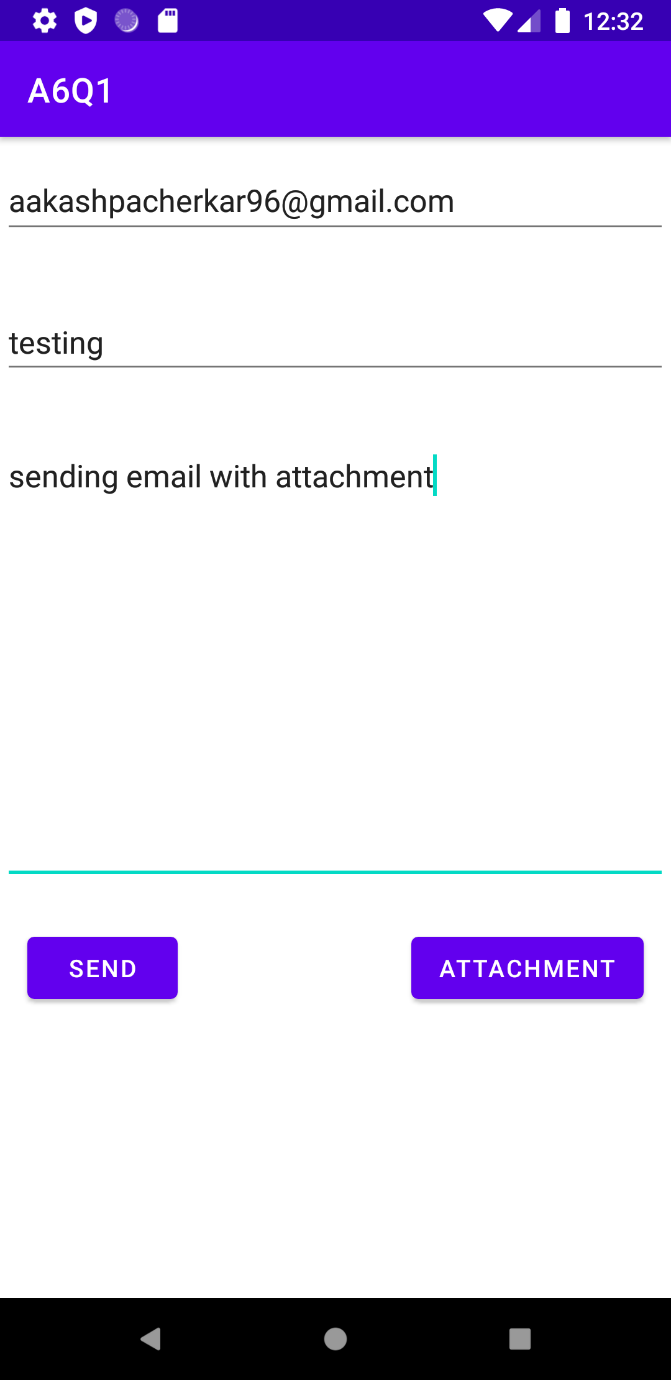 12:32
A6Q1
aakashpacherkar96@gmail.com
testing
sending email with attachment
SEND
ATTACHMENT